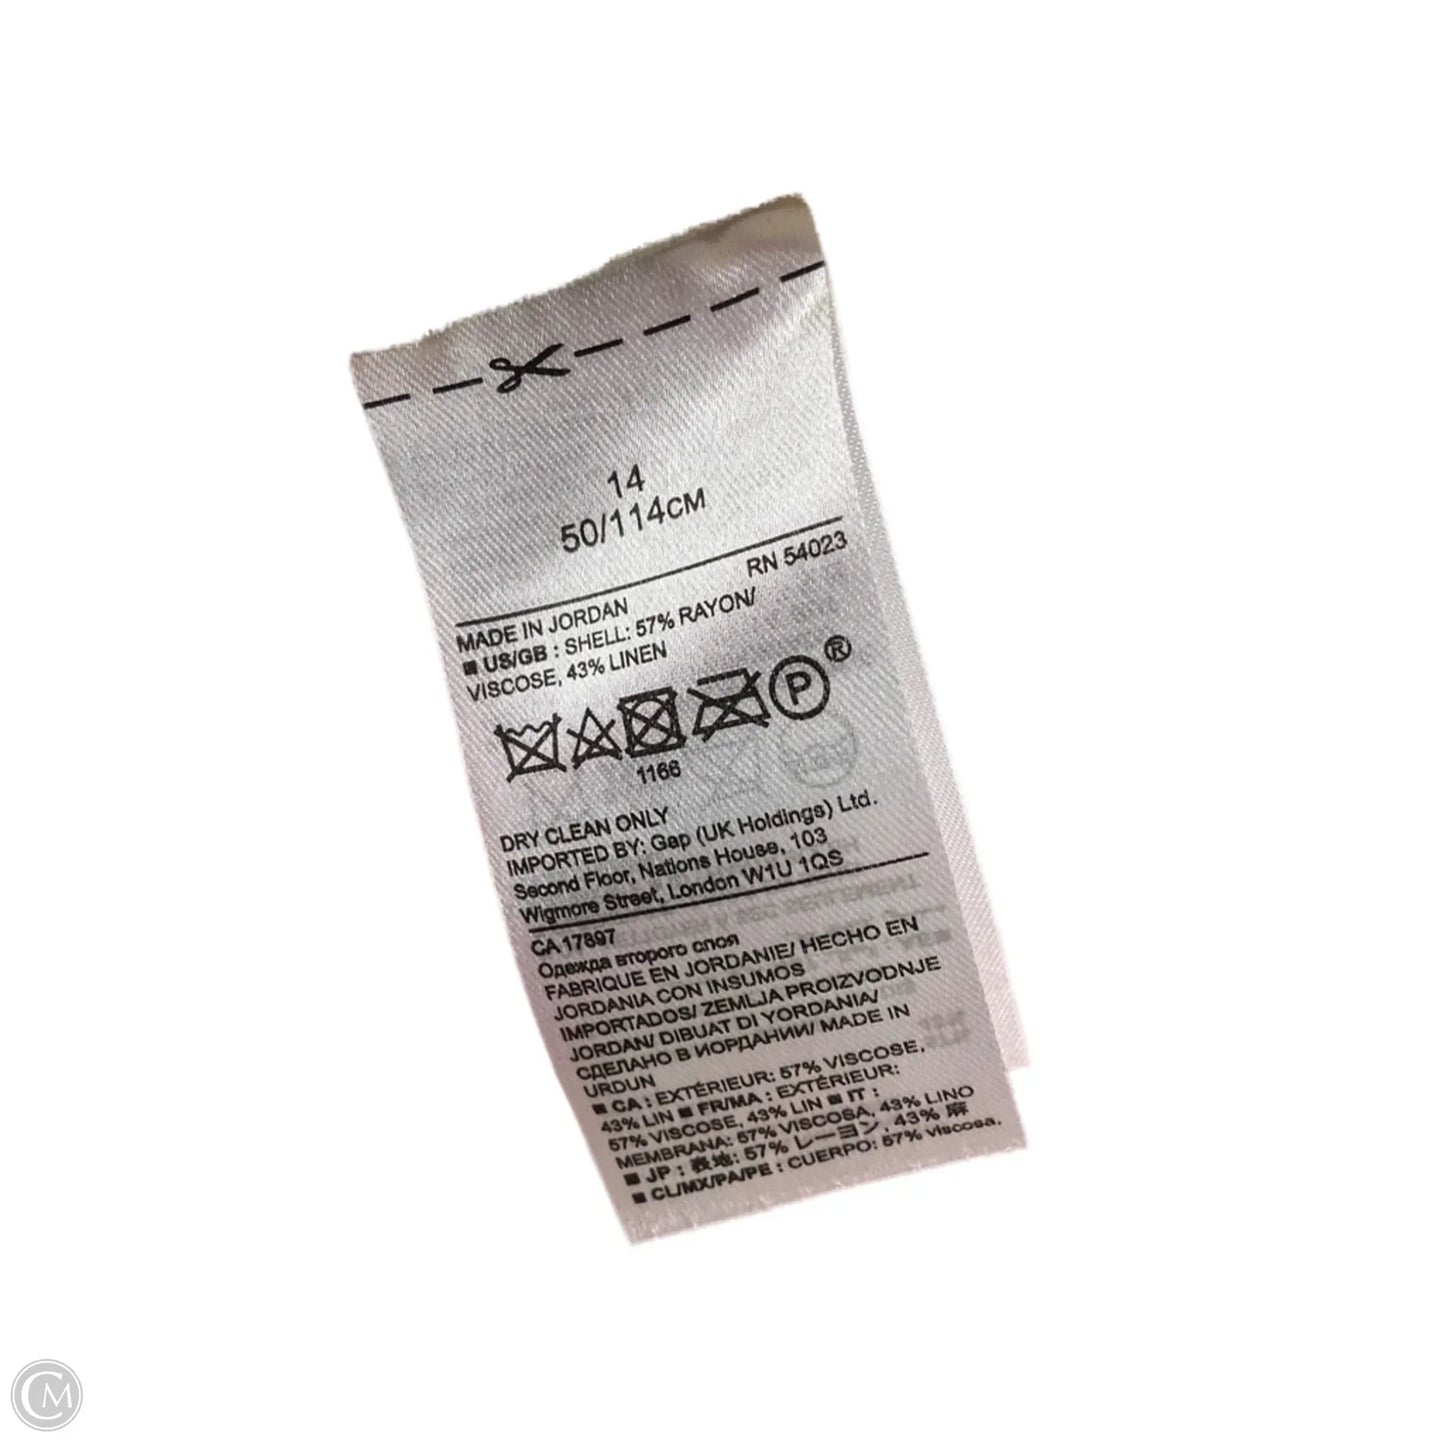 14
50/114CM
RN 54023
MADE IN JORDAN
■ US/GB : SHELL: 57% RAYON/
VISCOSE, 43% LINEN
P®
1166
DRY CLEAN ONLY
IMPORTED BY: Gap (UK Holdings) Ltd.
Second Floor, Nations House, 103
Wigmore Street, London W1U 1QS
CA 17897
Одежда второго слоя
FABRIQUE EN JORDANIE/ HECHO EN
JORDANIA CON INSUMOS
IMPORTADOS/ ZEMLJA PROIZVODNJE
JORDAN/ DIBUAT DI YORDANIA/
СДЕЛАНО В ИОРДАНИИ/ MADE IN
URDUN
■ CA : EXTÉRIEUR: 57% VISCOSE,
43% LIN ■ FR/MA : EXTÉRIEUR:
57% VISCOSE, 43% LIN ■ IT :
MEMBRANA: 57% VISCOSA, 43% LINO
■ JP : 表地: 57% レーヨン, 43% 麻
■ CL/MX/PA/PE : CUERPO: 57% viscosa,
CM